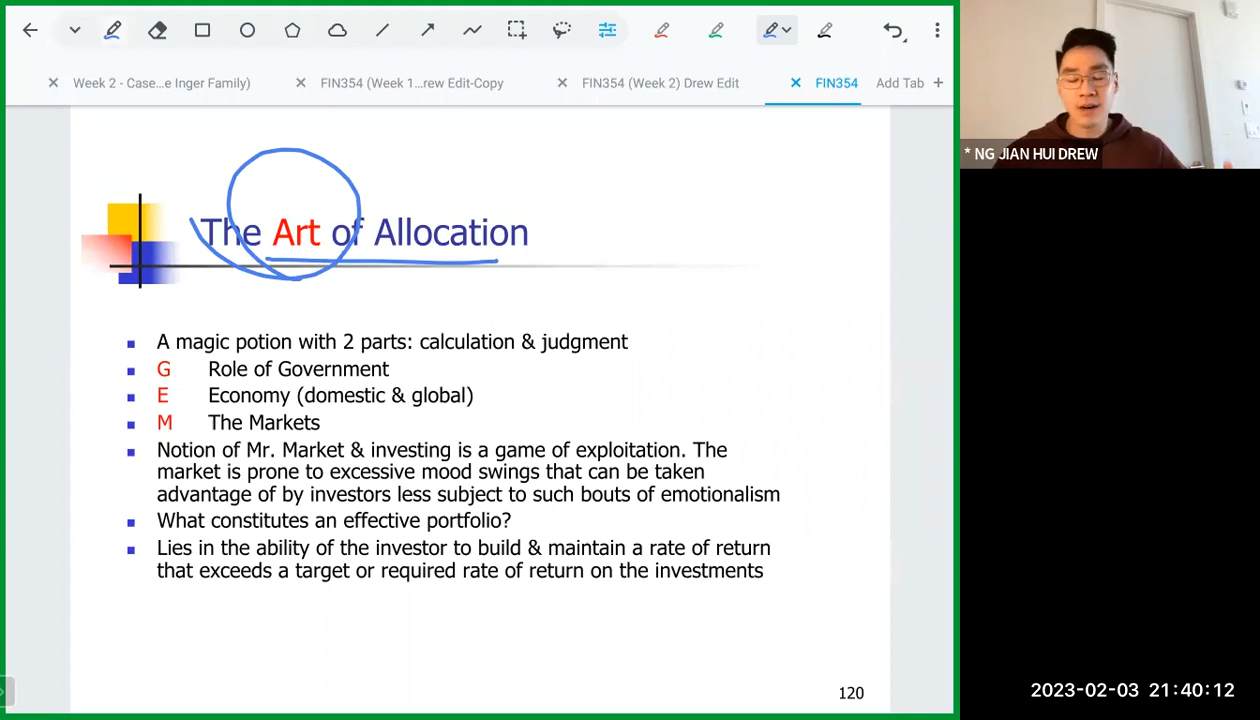 Week 2 - Case...e Inger Family)
FIN354 (Week 1...rew Edit-Copy
FIN354 (Week 2) Drew Edit
FIN354
Add Tab
* NG JIAN HUI DREW
The Art of Allocation
A magic potion with 2 parts: calculation & judgment
G Role of Government
E Economy (domestic & global)
M The Markets
Notion of Mr. Market & investing is a game of exploitation. The
market is prone to excessive mood swings that can be taken
advantage of by investors less subject to such bouts of emotionalism
What constitutes an effective portfolio?
Lies in the ability of the investor to build & maintain a rate of return
that exceeds a target or required rate of return on the investments
120
2023-02-03 21:40:12